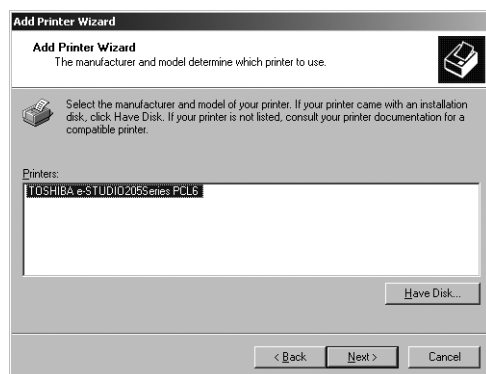 Add Printer Wizard
Add Printer Wizard
The manufacturer and model determine which printer to use.
Select the manufacturer and model of your printer. If your printer came with an installation
disk, click Have Disk. If your printer is not listed, consult your printer documentation for a
compatible printer.
Printers:
TOSHIBA e-STUDIO205Series PCL6
Have Disk...
< Back
Next >
Cancel